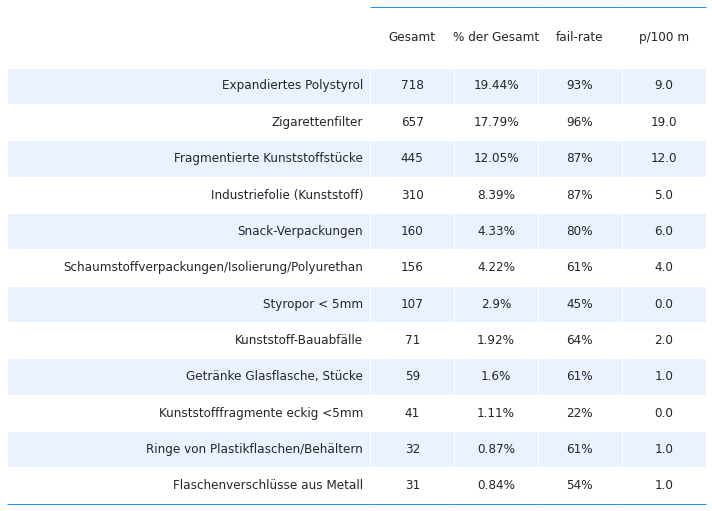 Gesamt % der Gesamt fail-rate p/100 m
Expandiertes Polystyrol 718 19.44% 93% 9.0
Zigarettenfilter 657 17.79% 96% 19.0
Fragmentierte Kunststoffstücke 445 12.05% 87% 12.0
Industriefolie (Kunststoff) 310 8.39% 87% 5.0
Snack-Verpackungen 160 4.33% 80% 6.0
Schaumstoffverpackungen/Isolierung/Polyurethan 156 4.22% 61% 4.0
Styropor < 5mm 107 2.9% 45% 0.0
Kunststoff-Bauabfälle 71 1.92% 64% 2.0
Getränke Glasflasche, Stücke 59 1.6% 61% 1.0
Kunststofffragmente eckig <5mm 41 1.11% 22% 0.0
Ringe von Plastikflaschen/Behältern 32 0.87% 61% 1.0
Flaschenverschlüsse aus Metall 31 0.84% 54% 1.0